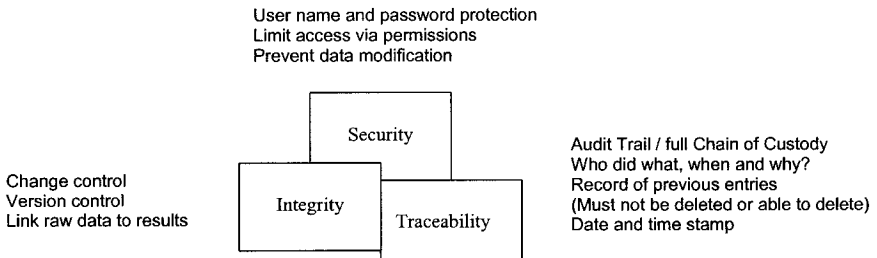 User name and password protection
Limit access via permissions
Prevent data modification
Security
Audit Trail / full Chain of Custody
Who did what, when and why?
Record of previous entries
(Must not be deleted or able to delete)
Date and time stamp
Change control
Version control
Link raw data to results
Integrity
Traceability